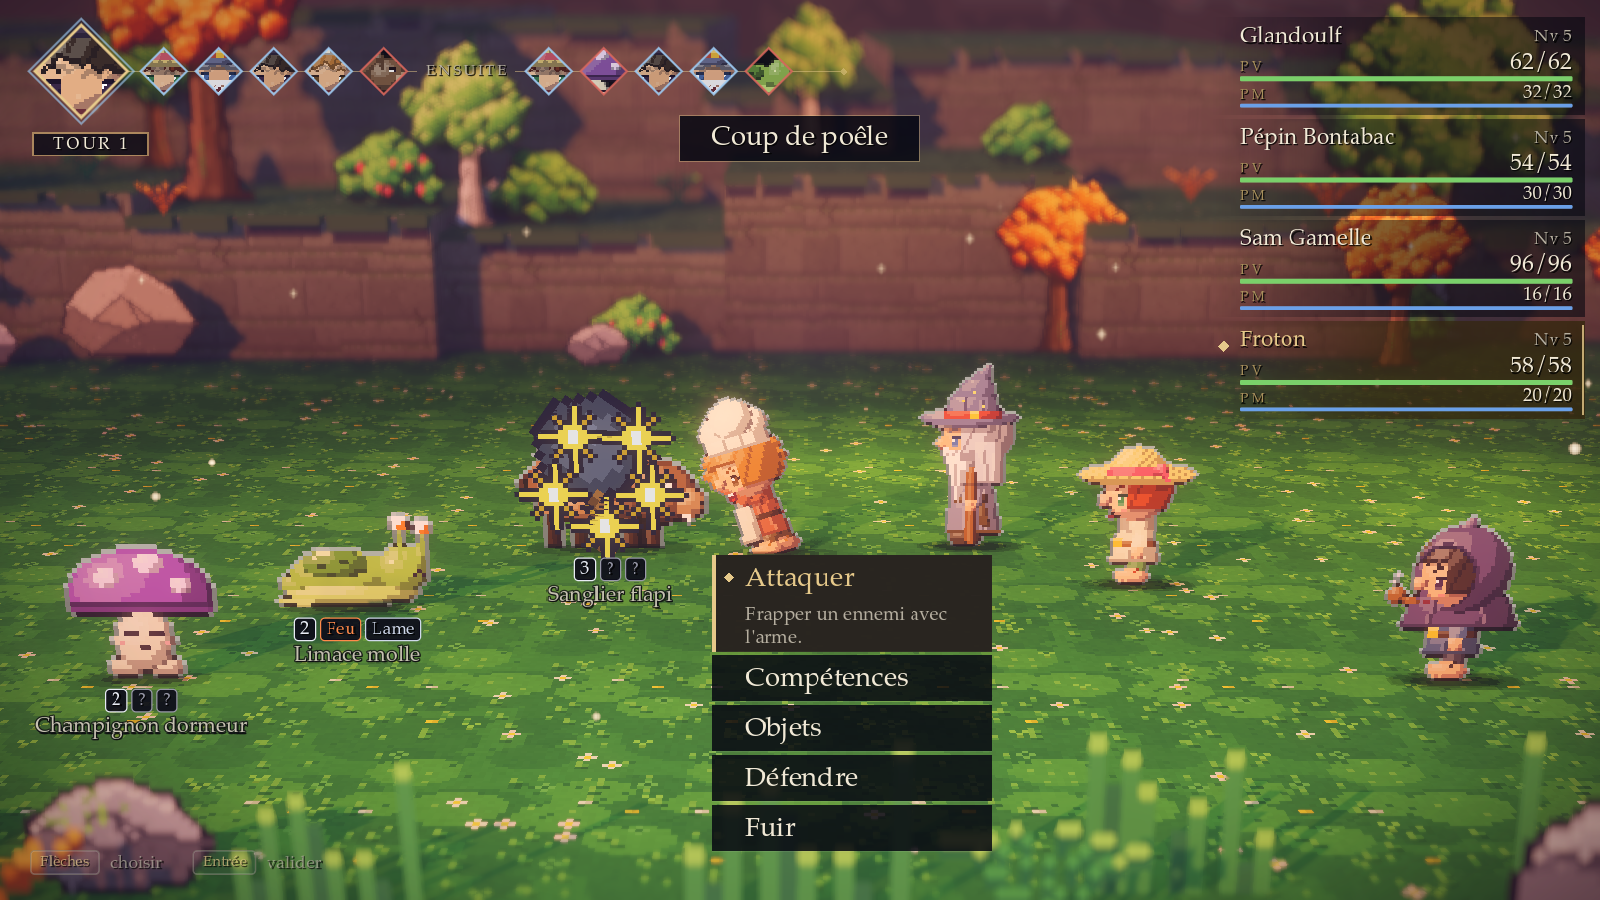 ENSUITE
TOUR 1
Coup de poêle
Glandoulf Nv 5
PV 62/62
PM 32/32
Pépin Bontabac Nv 5
PV 54/54
PM 30/30
Sam Gamelle Nv 5
PV 96/96
PM 16/16
Froton Nv 5
PV 58/58
PM 20/20
3 ? ?
Sanglier flapi
2 Feu Lame
Limace molle
2 ? ?
Champignon dormeur
Attaquer
Frapper un ennemi avec
l'arme.
Compétences
Objets
Défendre
Fuir
Flèches choisir Entrée valider